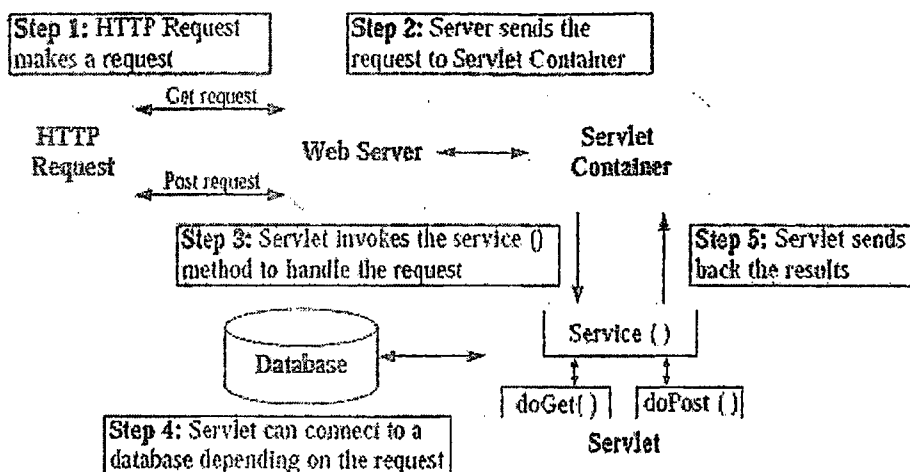 Step 1: HTTP Request
makes a request
Step 2: Server sends the
request to Servlet Container
Get request
HTTP
Request
Web Server
Servlet
Container
Post request
Step 3: Servlet invokes the service ()
method to handle the request
Step 5: Servlet sends
back the results
Service ( )
Database
doGet( )
doPost ( )
Servlet
Step 4: Servlet can connect to a
database depending on the request